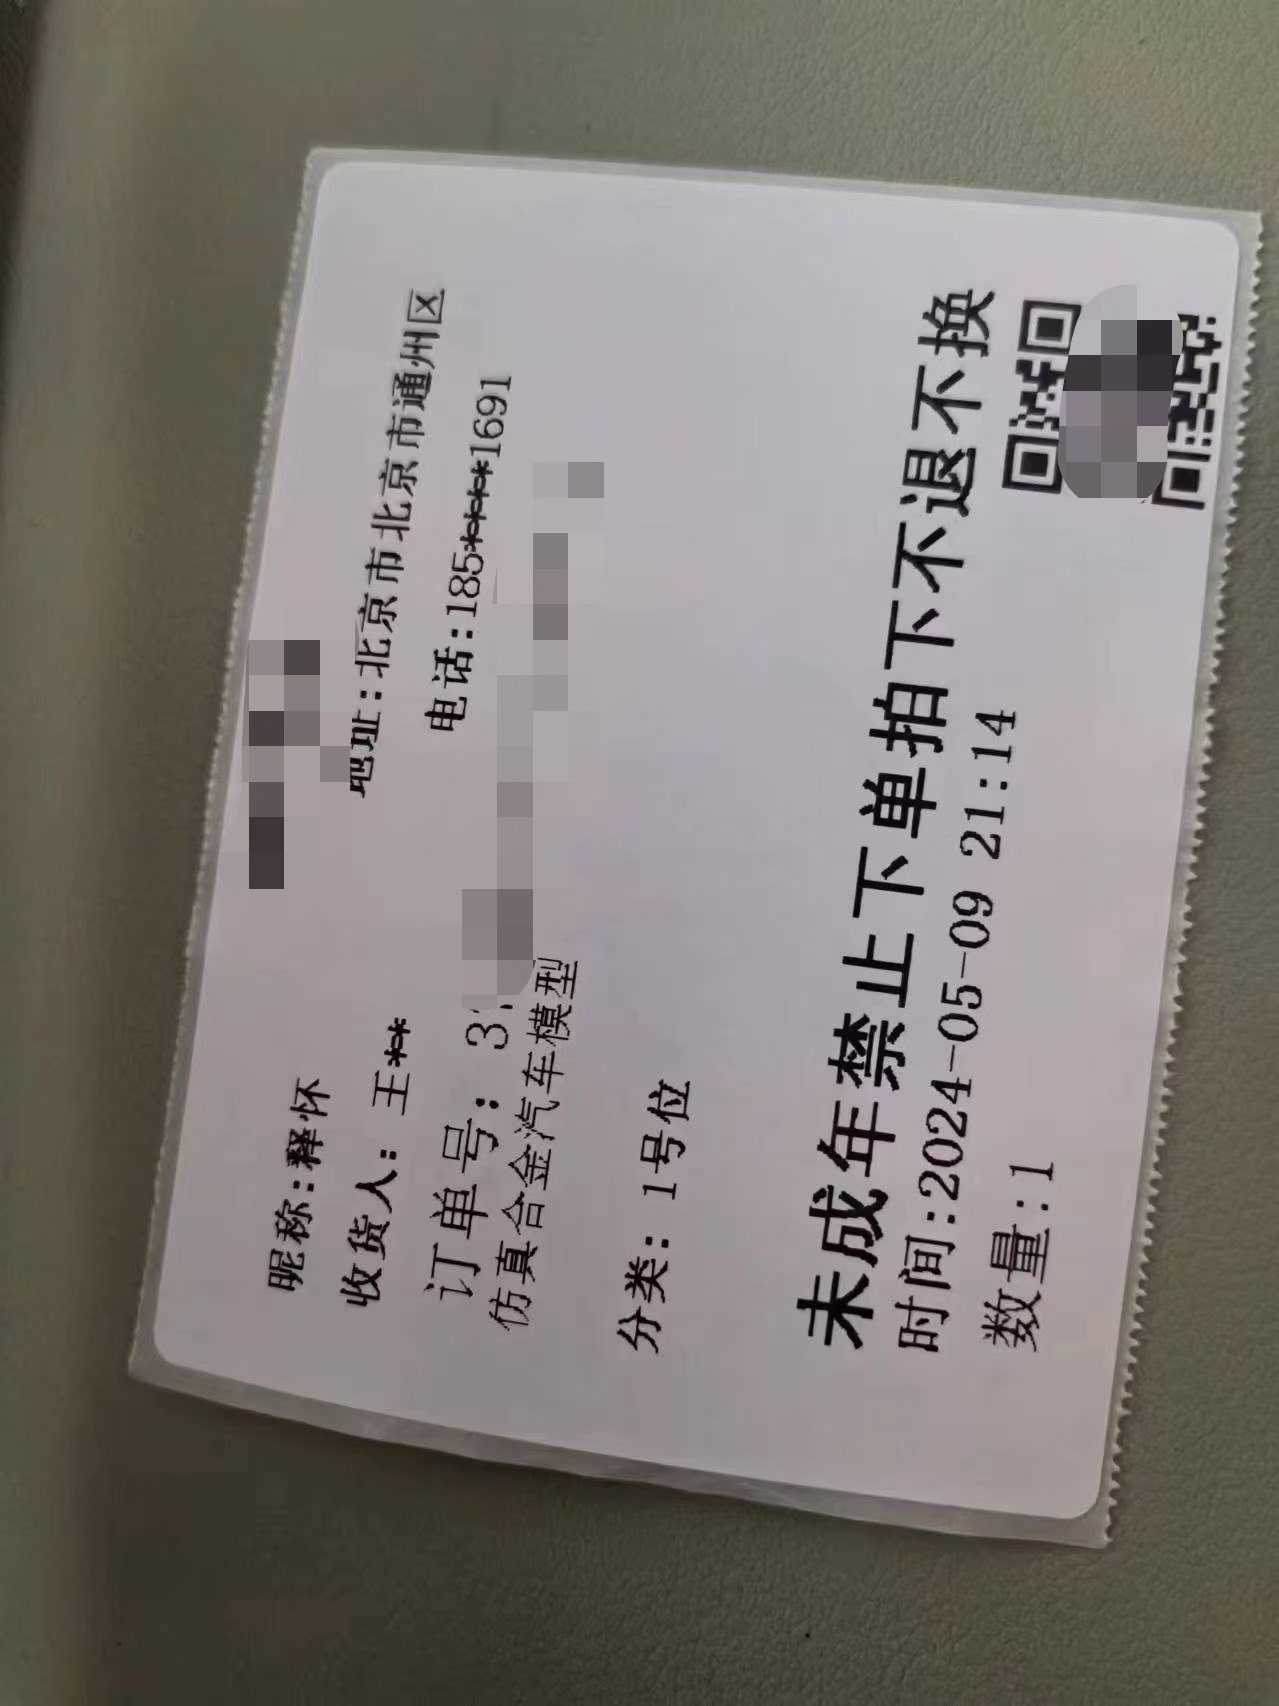 昵称:释怀
地址:北京市北京市通州区
收货人: 王**
电话:185****1691
订单号: 3
仿真合金汽车模型
分类: 1号位
未成年禁止下单拍下不退不换
时间:2024-05-09 21:14
数量:1